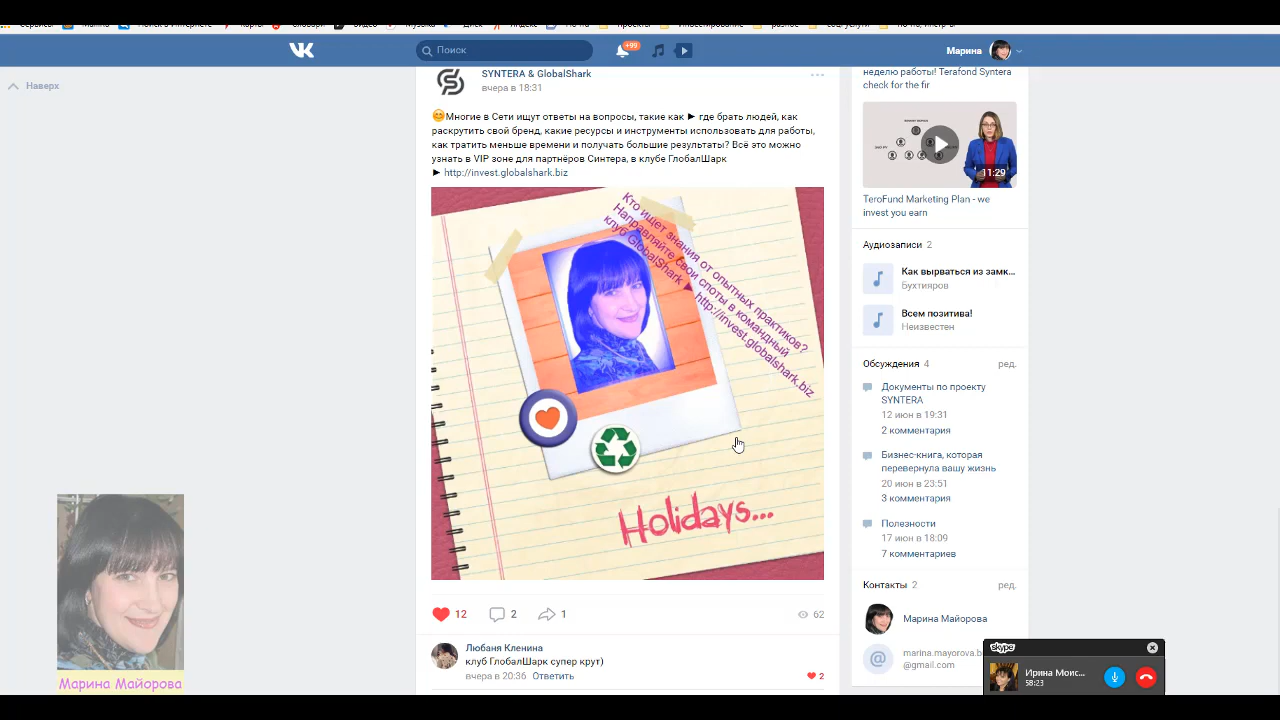 Поиск
+99
Марина
Наверх
SYNTERA & GlobalShark
вчера в 18:31
Многие в Сети ищут ответы на вопросы, такие как ► где брать людей, как
раскрутить свой бренд, какие ресурсы и инструменты использовать для работы,
как тратить меньше времени и получать большие результаты? Всё это можно
узнать в VIP зоне для партнёров Синтера, в клубе ГлобалШарк
► http://invest.globalshark.biz
Кто ищет знания от опытных практиков?
Направляйте свои споты в командный
клуб GlobalShark http://invest.globalshark.biz
Holidays...
12
2
1
62
Любаня Кленина
клуб ГлобалШарк супер крут)
вчера в 20:36 Ответить
2
неделю работы! Terafond Syntera
check for the fir
11:29
TeroFund Marketing Plan - we
invest you earn
Аудиозаписи 2
Как вырваться из замк...
Бухтияров
Всем позитива!
Неизвестен
Обсуждения 4
ред.
Документы по проекту
SYNTERA
12 июн в 19:31
2 комментария
Бизнес-книга, которая
перевернула вашу жизнь
20 июн в 23:51
3 комментария
Полезности
17 июн в 18:09
7 комментариев
Контакты 2
ред.
Марина Майорова
marina.mayorova.b
@gmail.com
skype
Ирина Моис...
58:23
Марина Майорова